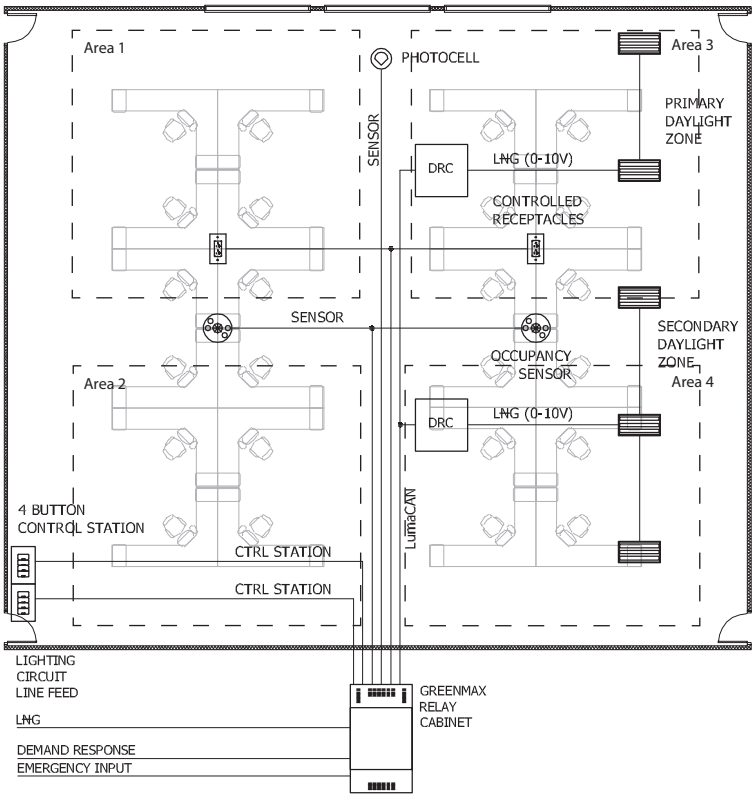 Area 1
PHOTOCELL
Area 3
SENSOR
PRIMARY
DAYLIGHT
ZONE
DRC
LNG (0-10V)
CONTROLLED
RECEPTACLES
SENSOR
SECONDARY
DAYLIGHT
ZONE
OCCUPANCY
SENSOR
Area 2
Area 4
DRC
LNG (0-10V)
4 BUTTON
CONTROL STATION
LumaCAN
CTRL STATION
CTRL STATION
LIGHTING
CIRCUIT
LINE FEED
GREENMAX
RELAY
CABINET
LNG
DEMAND RESPONSE
EMERGENCY INPUT